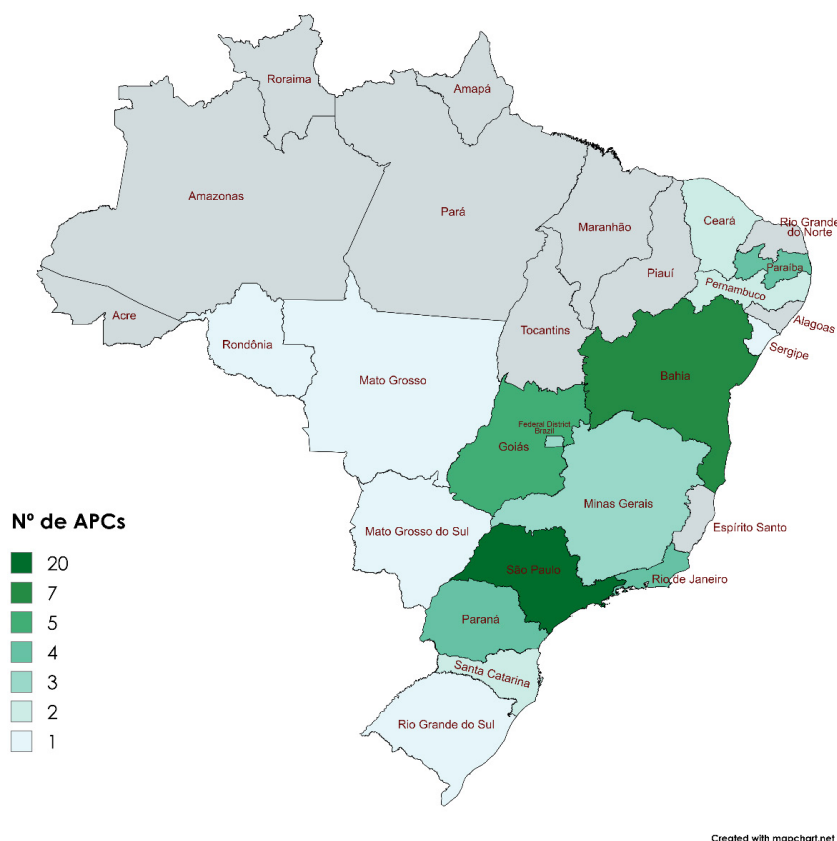 Roraima
Amapá
Amazonas
Pará
Maranhão
Ceará
Rio Grande
do Norte
Paraíba
Piauí
Pernambuco
Acre
Alagoas
Rondônia
Tocantins
Sergipe
Mato Grosso
Bahia
Federal District
Brazil
Goiás
Minas Gerais
Nº de APCs
Mato Grosso do Sul
Espírito Santo
20
São Paulo
Rio de Janeiro
7
5
Paraná
4
3
Santa Catarina
2
Rio Grande do Sul
1
Created with mapchart.net